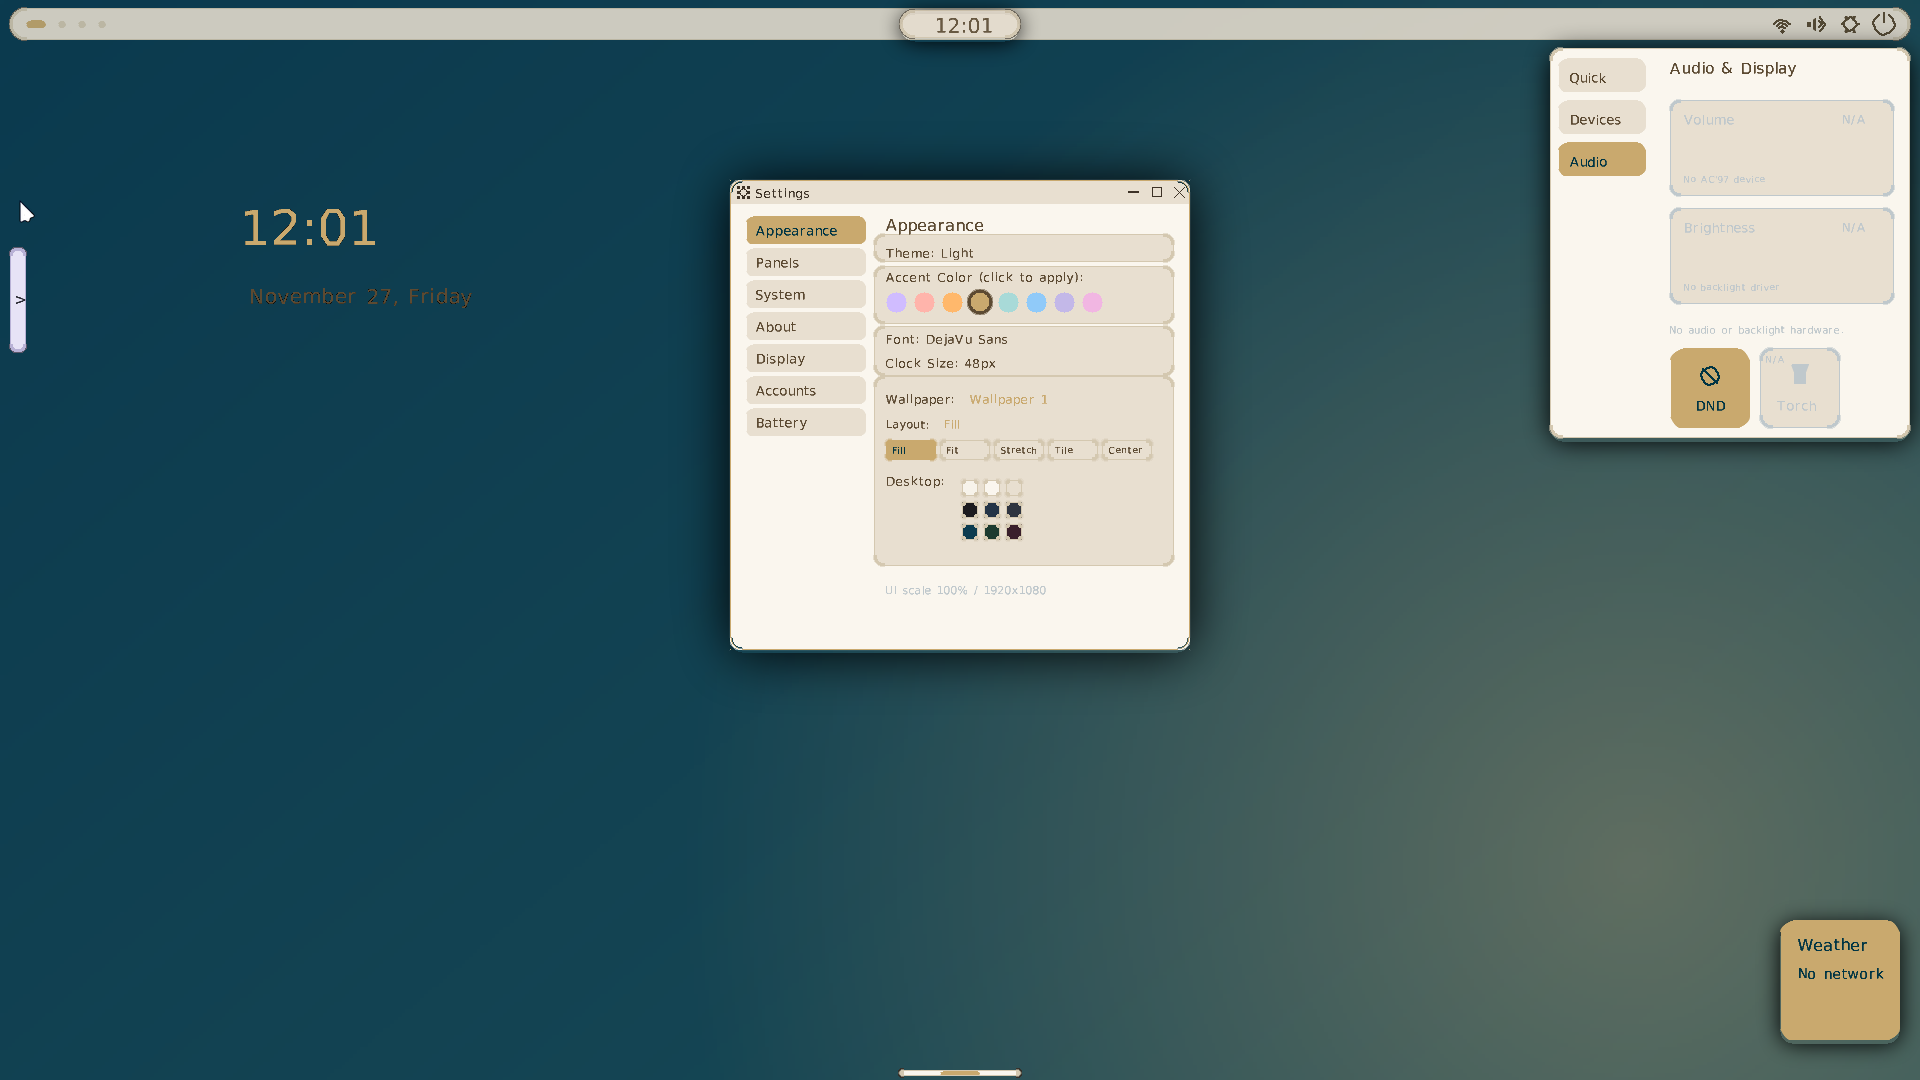 12:01
Quick
Devices
Audio
Audio & Display
Volume N/A
No AC'97 device
Brightness N/A
No backlight driver
No audio or backlight hardware.
DND
N/A
Torch
12:01
November 27, Friday
>
Settings
Appearance
Panels
System
About
Display
Accounts
Battery
Appearance
Theme: Light
Accent Color (click to apply):
Font: DejaVu Sans
Clock Size: 48px
Wallpaper: Wallpaper 1
Layout: Fill
Fill Fit Stretch Tile Center
Desktop:
UI scale 100% / 1920x1080
Weather
No network